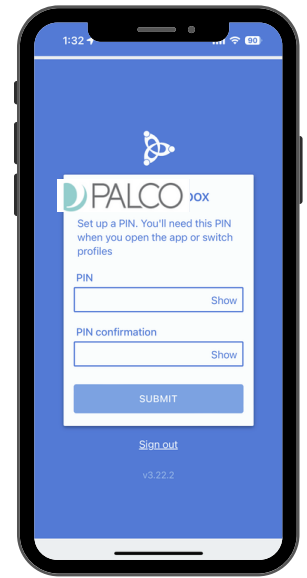 1:32
90
PALCO
box
Set up a PIN. You'll need this PIN
when you open the app or switch
profiles
PIN
Show
PIN confirmation
Show
SUBMIT
Sign out
v3.22.2